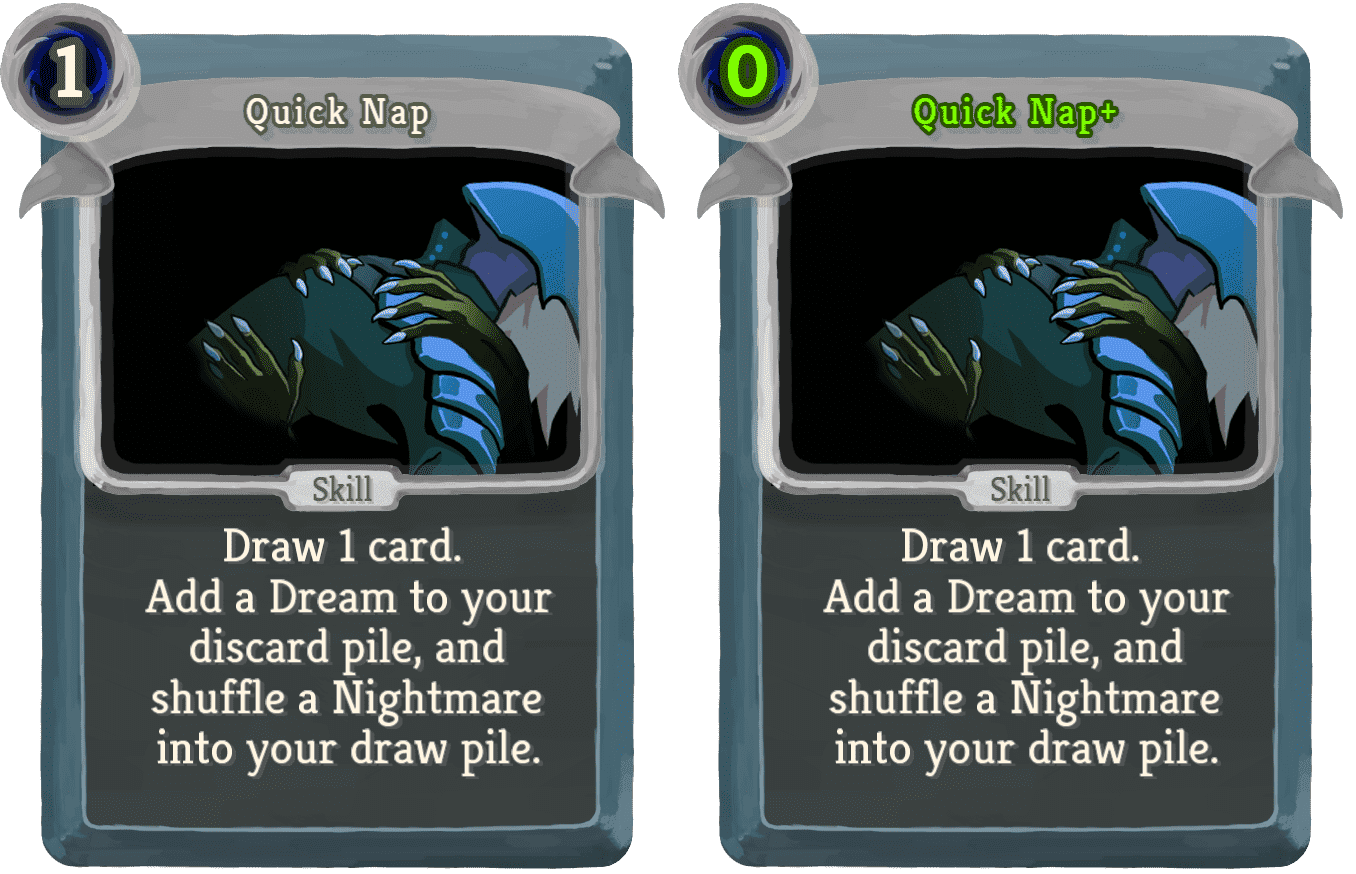 1
Quick Nap
Skill
Draw 1 card.
Add a Dream to your
discard pile, and
shuffle a Nightmare
into your draw pile.
0
Quick Nap+
Skill
Draw 1 card.
Add a Dream to your
discard pile, and
shuffle a Nightmare
into your draw pile.